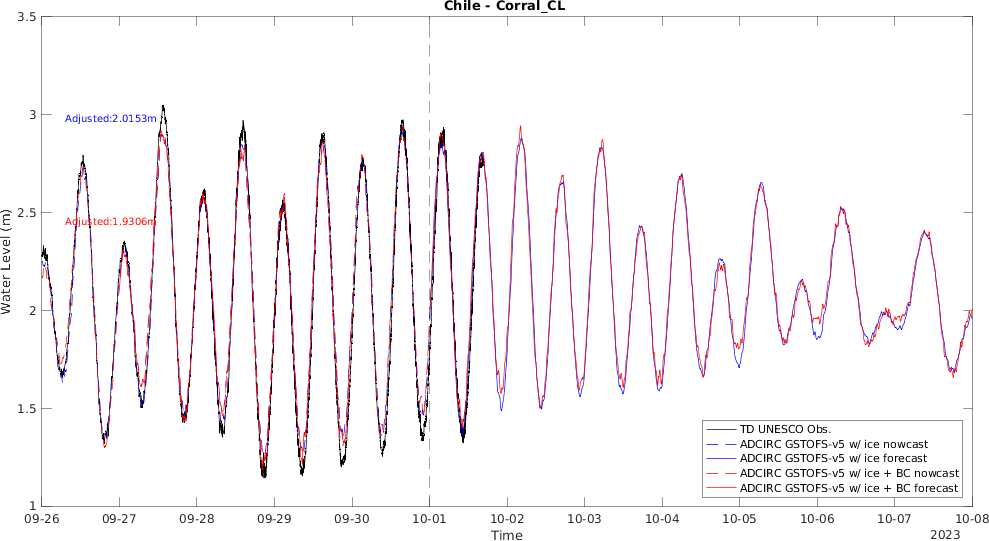 Chile - Corral_CL
3.5
3
2.5
2
1.5
1
Water Level (m)
Adjusted:2.0153m
Adjusted:1.9306m
TD UNESCO Obs.
ADCIRC GSTOFS-v5 w/ ice nowcast
ADCIRC GSTOFS-v5 w/ ice forecast
ADCIRC GSTOFS-v5 w/ ice + BC nowcast
ADCIRC GSTOFS-v5 w/ ice + BC forecast
09-26 09-27 09-28 09-29 09-30 10-01 10-02 10-03 10-04 10-05 10-06 10-07 10-08
Time
2023